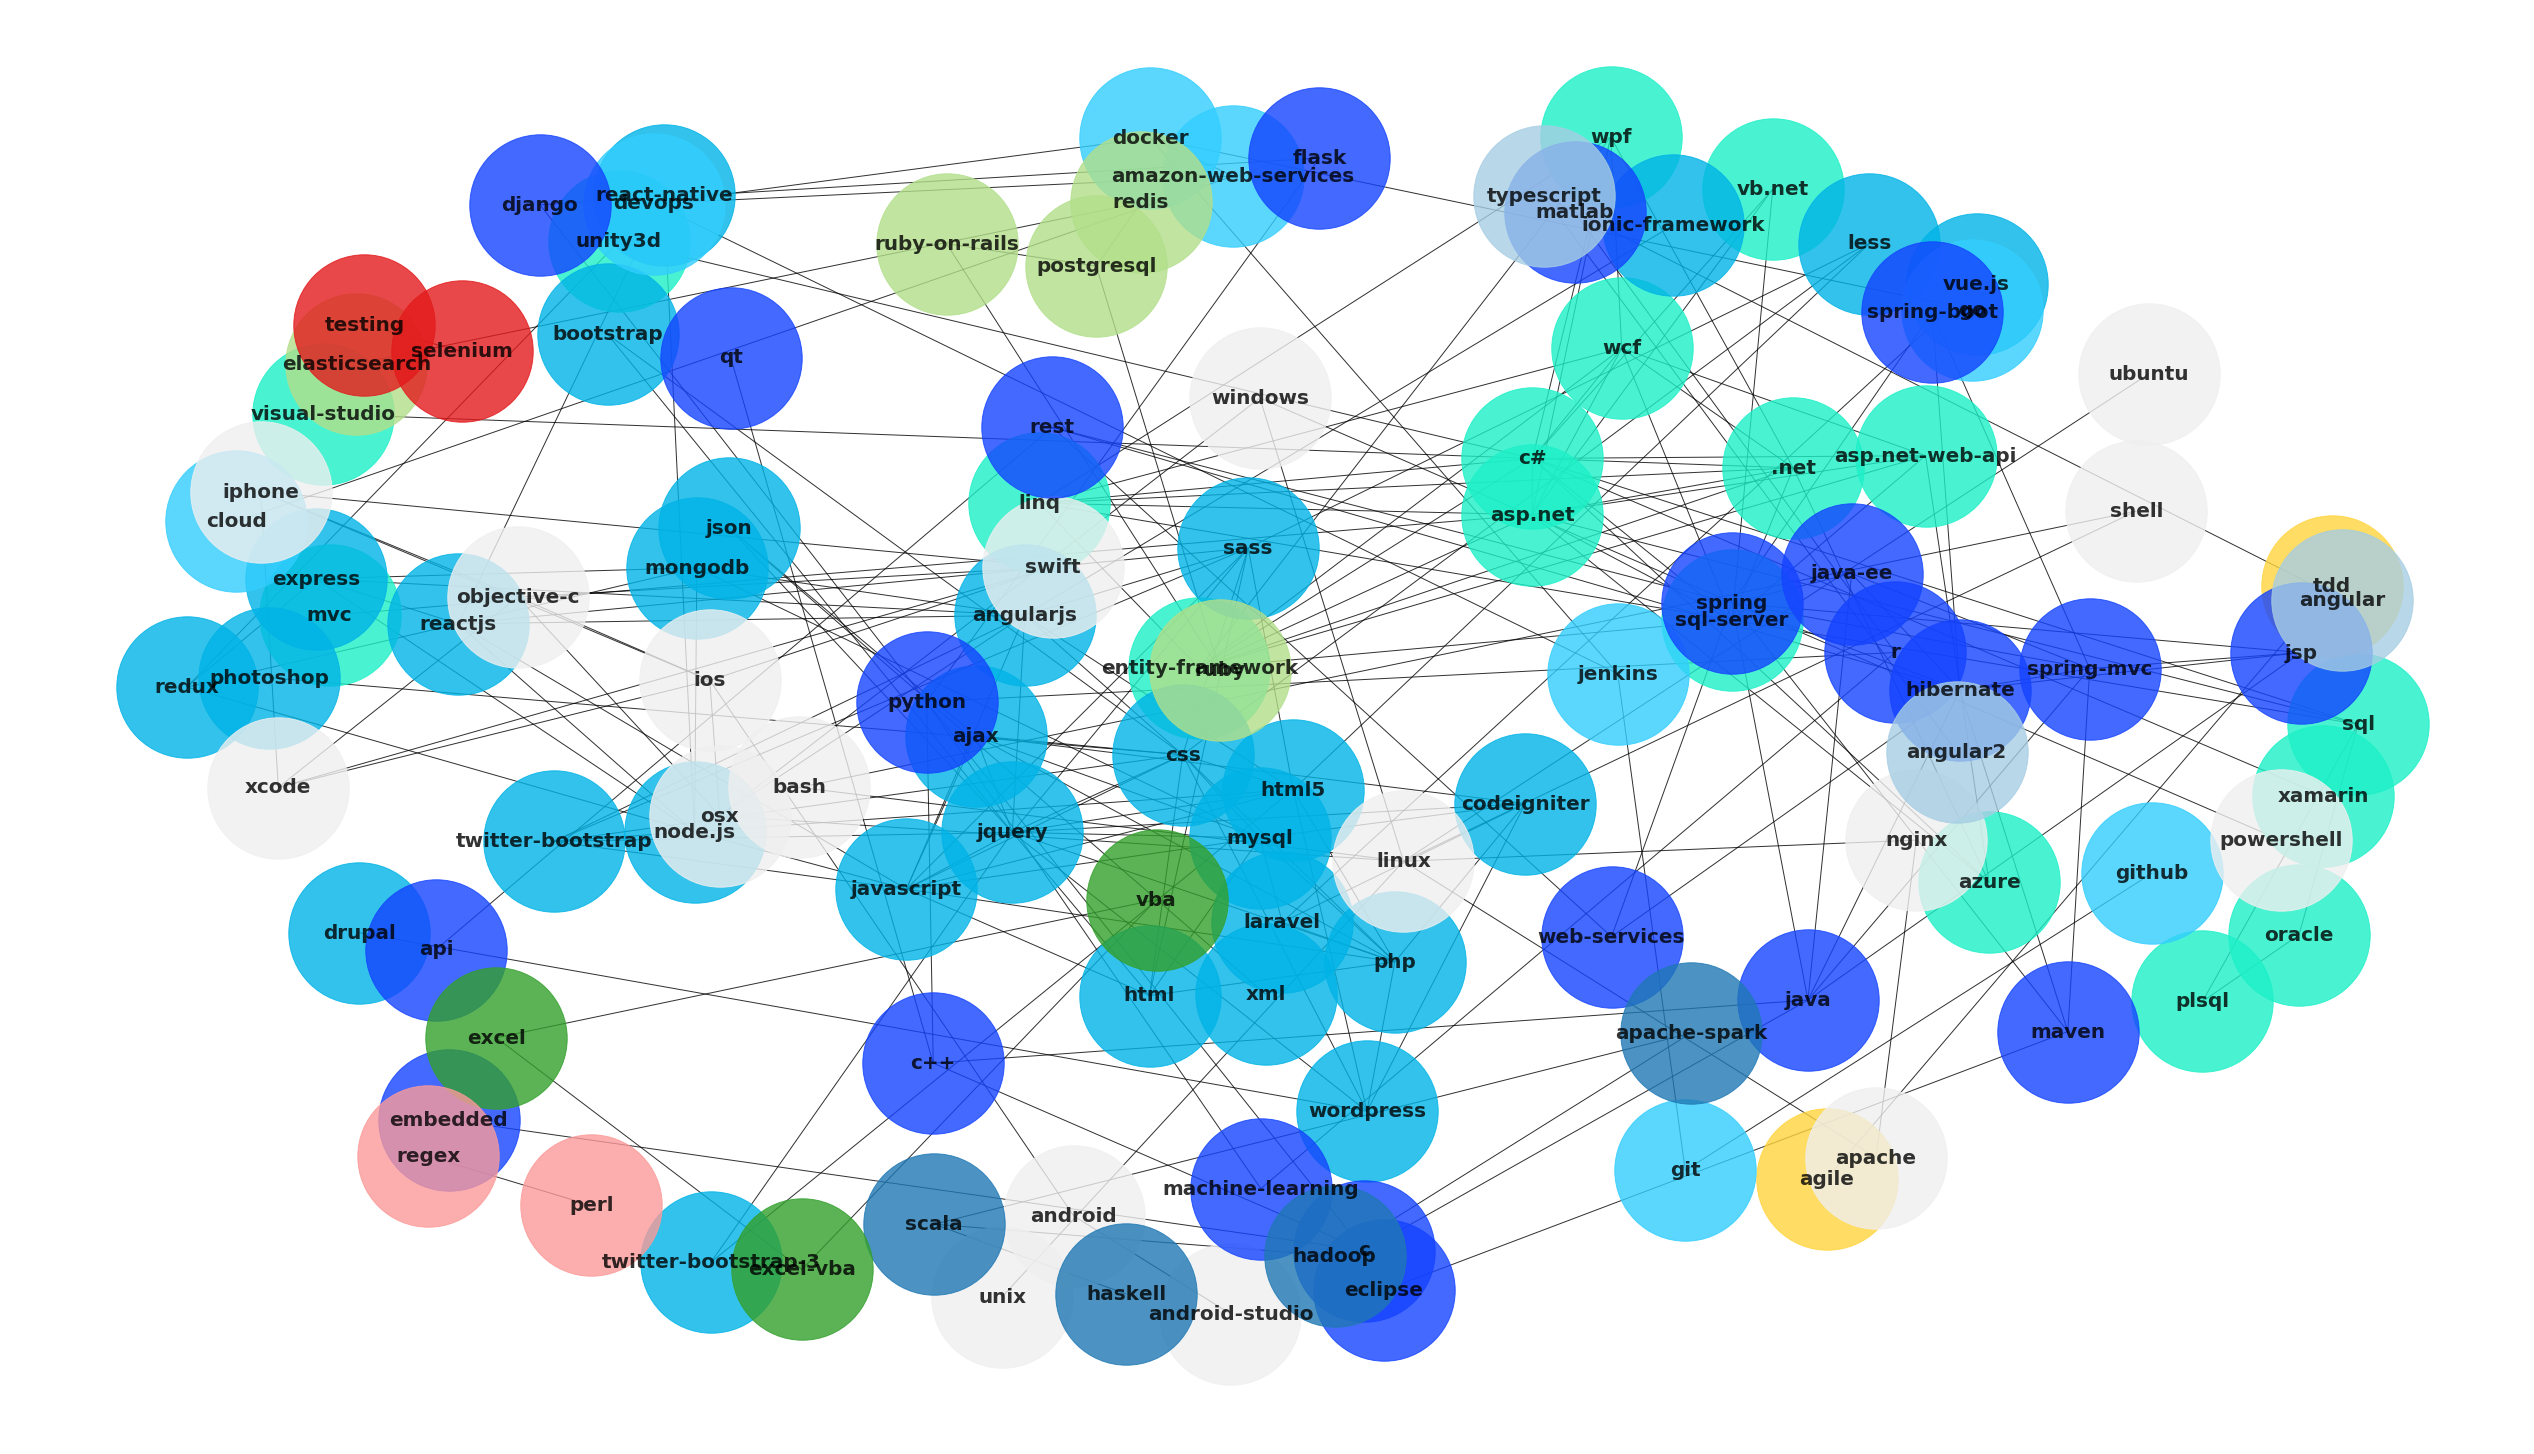 docker
wpf
flask
amazon-web-services
vb.net
react-native
typescript
devops
redis
django
matlab
ionic-framework
unity3d
ruby-on-rails
less
postgresql
vue.js
spring-boot
go
testing
bootstrap
selenium
wcf
qt
elasticsearch
ubuntu
windows
visual-studio
rest
c#
asp.net-web-api
.net
iphone
linq
shell
asp.net
cloud
json
sass
swift
mongodb
java-ee
express
tdd
objective-c
angular
spring
mvc
angularjs
sql-server
reactjs
r
jsp
entity-framework
ruby
spring-mvc
jenkins
photoshop
ios
redux
hibernate
python
sql
ajax
angular2
css
xcode
bash
html5
xamarin
codeigniter
osx
node.js
jquery
mysql
twitter-bootstrap
nginx
powershell
linux
github
azure
javascript
vba
laravel
drupal
api
web-services
oracle
php
html
xml
java
plsql
apache-spark
maven
excel
c++
wordpress
embedded
regex
apache
git
agile
machine-learning
perl
android
scala
c
hadoop
twitter-bootstrap-3
excel-vba
eclipse
haskell
unix
android-studio